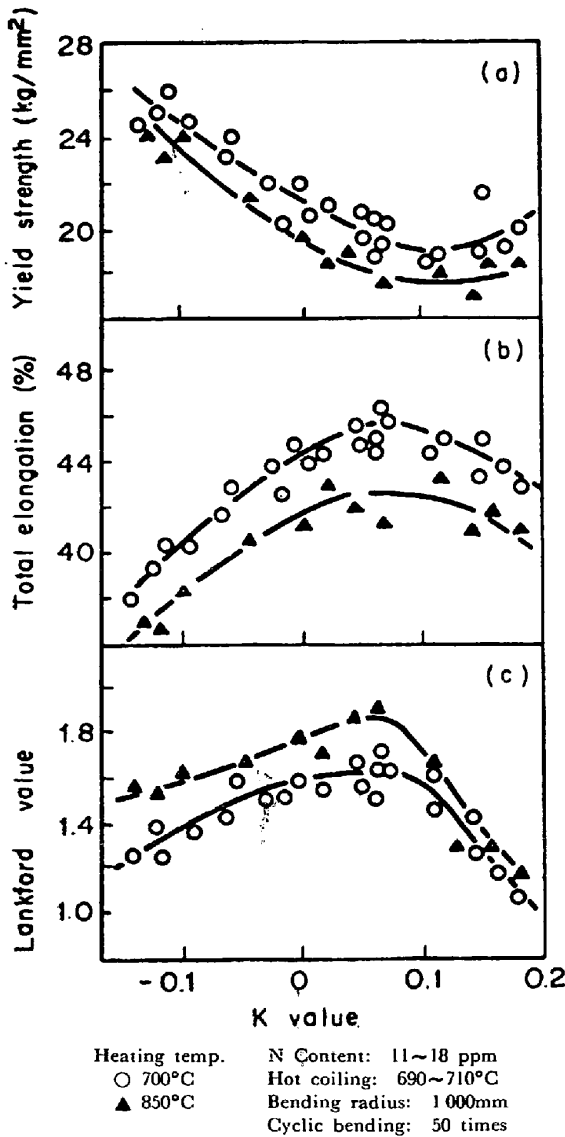 (a)
Yield strength (kg/mm²)
28
24
20
(b)
Total elongation (%)
48
44
40
(c)
Lankford value
1.8
1.4
1.0
-0.1
0
0.1
0.2
K value
Heating temp.
○ 700°C
▲ 850°C
N Content: 11~18 ppm
Hot coiling: 690~710°C
Bending radius: 1 000mm
Cyclic bending: 50 times